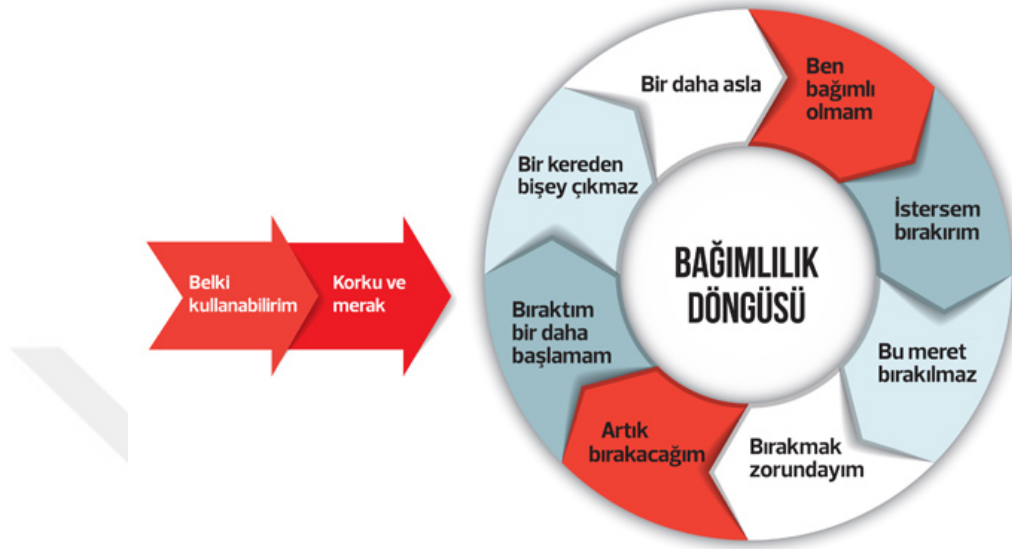 Belki
kullanabilirim
Korku ve
merak
BAĞIMLILIK
DÖNGÜSÜ
Bir daha asla
Ben
bağımlı
olmam
İstersem
bırakırım
Bu meret
bırakılmaz
Bırakmak
zorundayım
Artık
bırakacağım
Bıraktım
bir daha
başlamam
Bir kereden
bişey çıkmaz